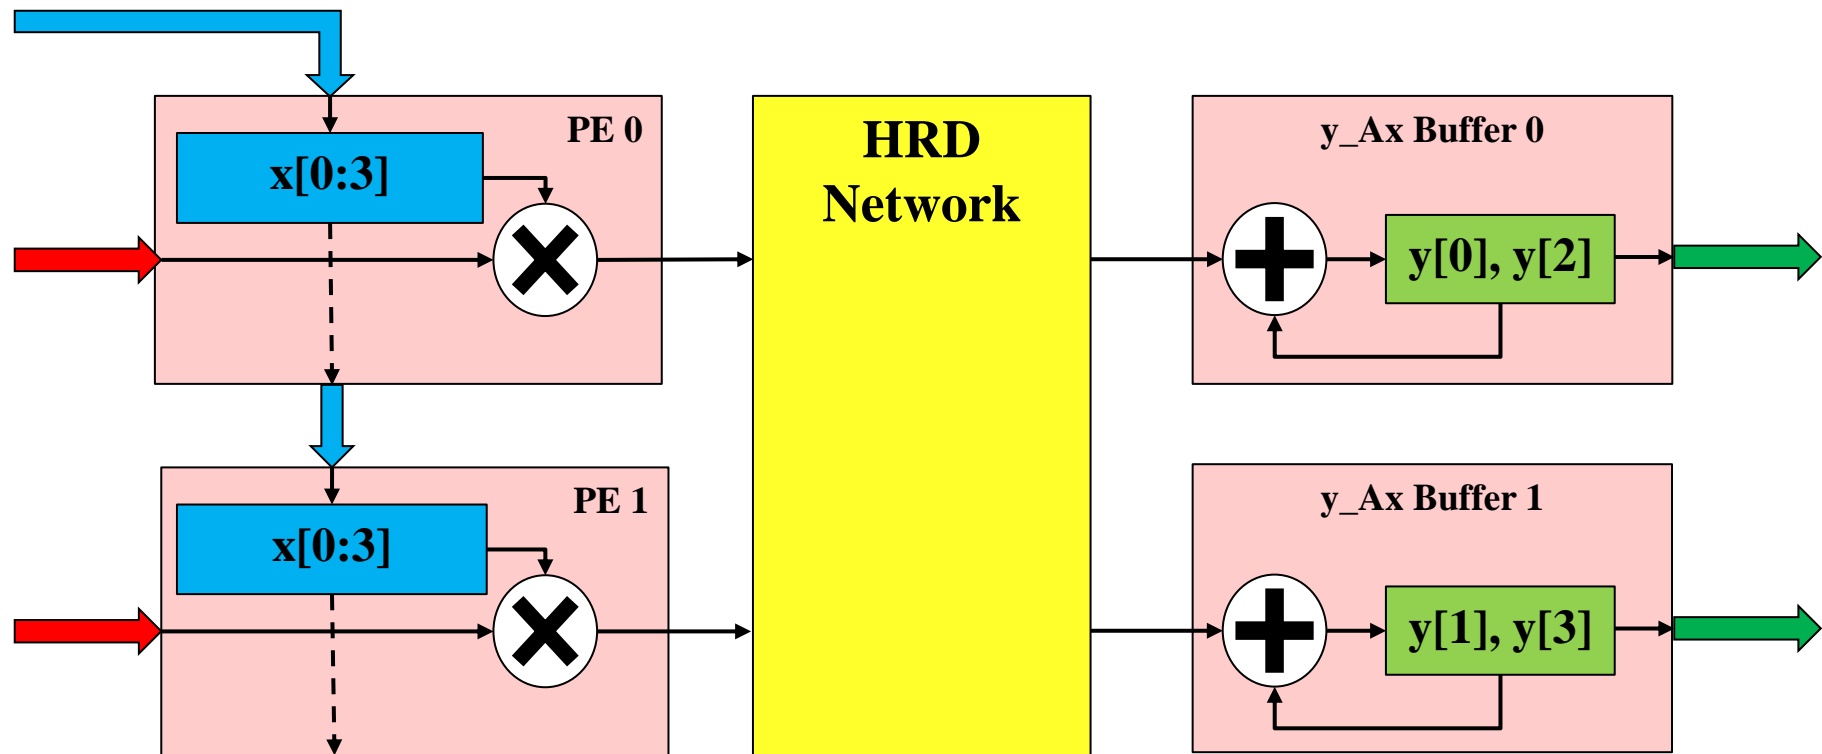 PE 0
x[0:3]
HRD
Network
y_Ax Buffer 0
y[0], y[2]
PE 1
x[0:3]
y_Ax Buffer 1
y[1], y[3]